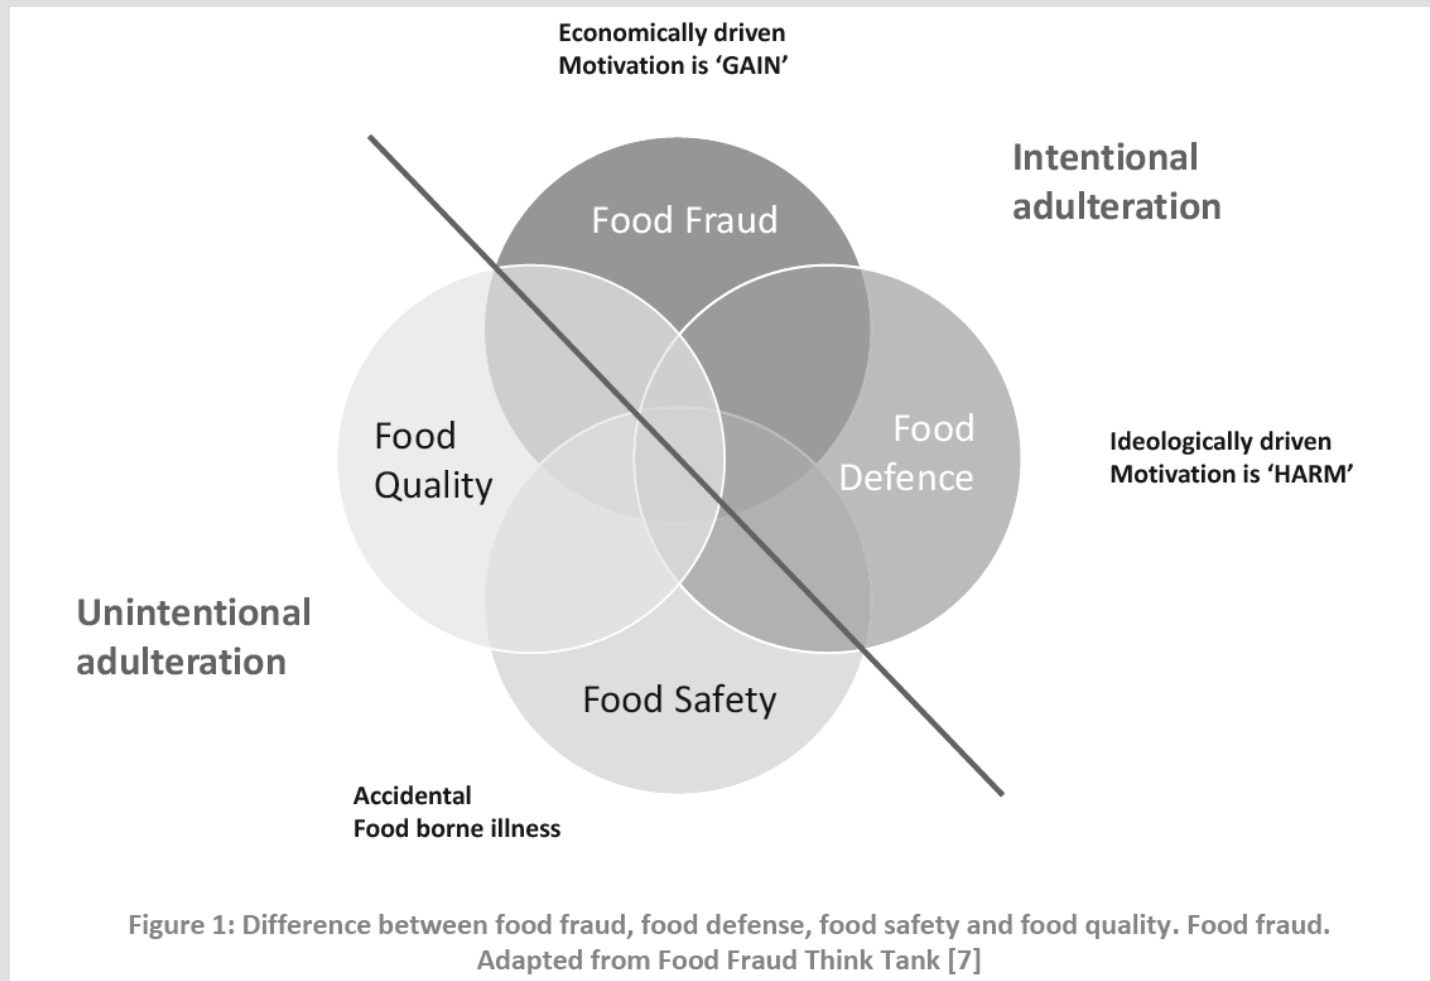 Economically driven
Motivation is ‘GAIN’
Intentional
adulteration
Food Fraud
Food
Quality
Food
Defence
Ideologically driven
Motivation is ‘HARM’
Unintentional
adulteration
Food Safety
Accidental
Food borne illness
Figure 1: Difference between food fraud, food defense, food safety and food quality. Food fraud.
Adapted from Food Fraud Think Tank [7]